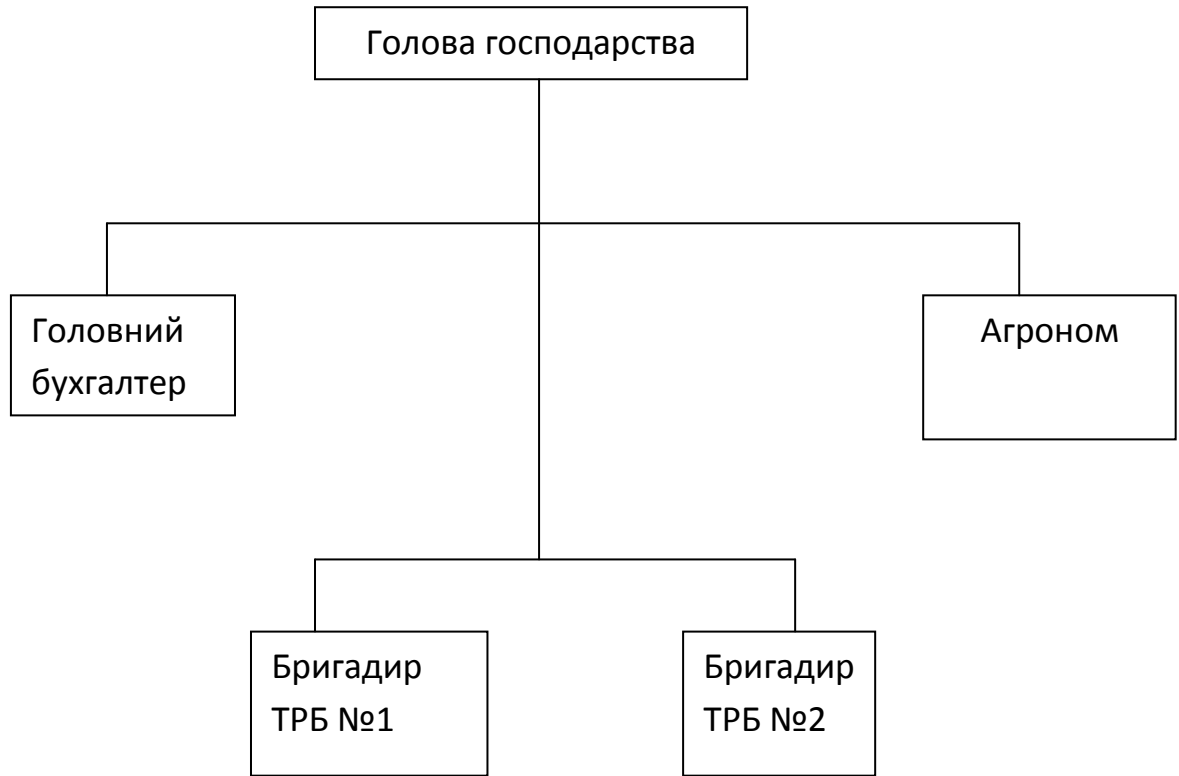 Голова господарства
Головний
бухгалтер
Агроном
Бригадир
ТРБ №1
Бригадир
ТРБ №2